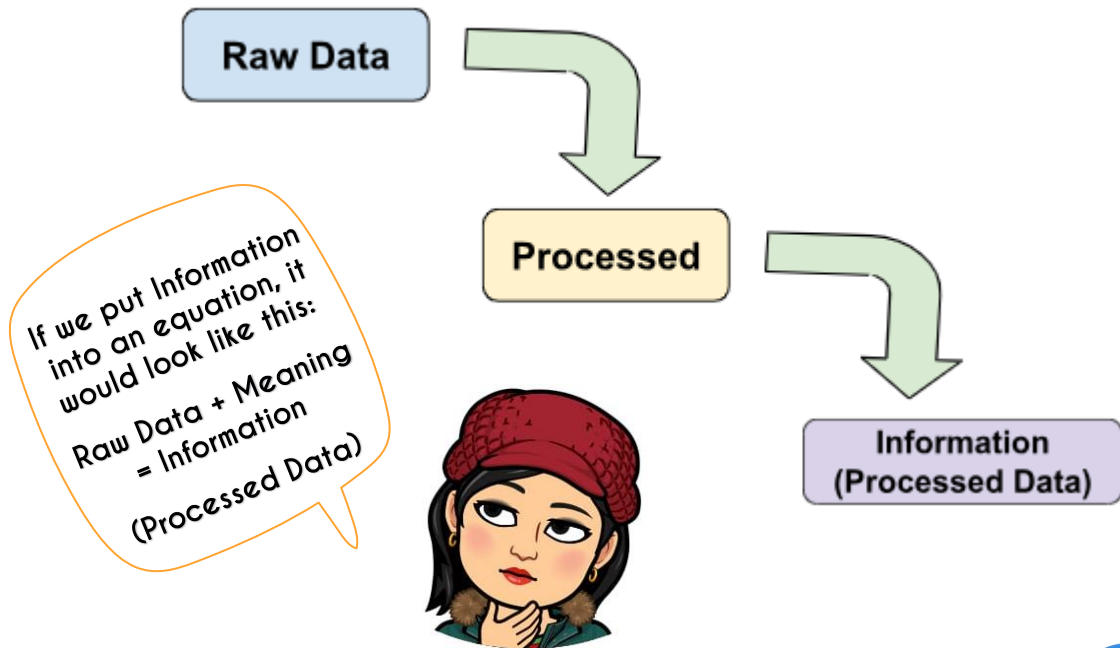 Raw Data
Processed
Information
(Processed Data)
If we put Information
into an equation, it
would look like this:
Raw Data + Meaning
= Information
(Processed Data)